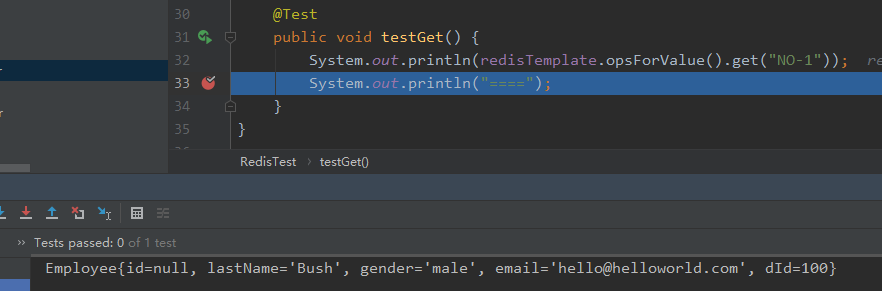 30 @Test
31 public void testGet() {
32 System.out.println(redisTemplate.opsForValue().get("NO-1")); re
33 System.out.println("====");
34 }
35 }
RedisTest › testGet()
›› Tests passed: 0 of 1 test
Employee{id=null, lastName='Bush', gender='male', email='hello@helloworld.com', dId=100}